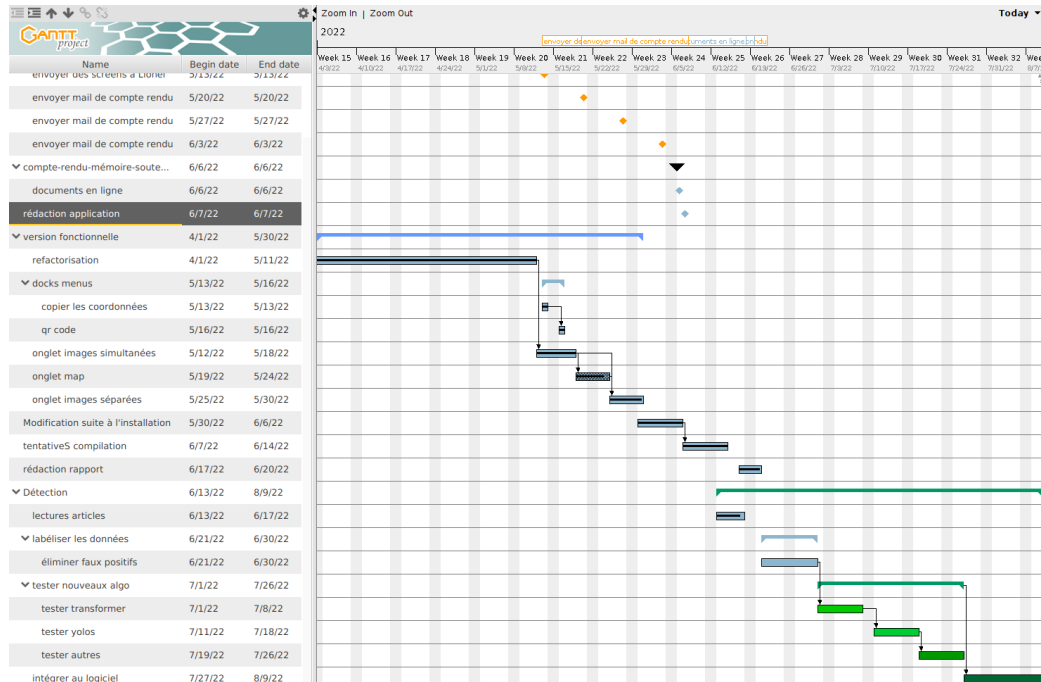 Zoom In | Zoom Out
Today
GANTT project
2022
envoyer de envoyer mail de compte rendu uments en ligne ndu
Name Begin date End date
Week 15 Week 16 Week 17 Week 18 Week 19 Week 20 Week 21 Week 22 Week 23 Week 24 Week 25 Week 26 Week 27 Week 28 Week 29 Week 30 Week 31 Week 32
4/3/22 4/10/22 4/17/22 4/24/22 5/1/22 5/8/22 5/15/22 5/22/22 5/29/22 6/5/22 6/12/22 6/19/22 6/26/22 7/3/22 7/10/22 7/17/22 7/24/22 7/31/22
envoyer des screens à Lionel 5/13/22 5/13/22
envoyer mail de compte rendu 5/20/22 5/20/22
envoyer mail de compte rendu 5/27/22 5/27/22
envoyer mail de compte rendu 6/3/22 6/3/22
compte-rendu-mémoire-soute... 6/6/22 6/6/22
documents en ligne 6/6/22 6/6/22
rédaction application 6/7/22 6/7/22
version fonctionnelle 4/1/22 5/30/22
refactorisation 4/1/22 5/11/22
docks menus 5/13/22 5/16/22
copier les coordonnées 5/13/22 5/13/22
qr code 5/16/22 5/16/22
onglet images simultanées 5/12/22 5/18/22
onglet map 5/19/22 5/24/22
onglet images séparées 5/25/22 5/30/22
Modification suite à l'installation 5/30/22 6/6/22
tentativeS compilation 6/7/22 6/14/22
rédaction rapport 6/17/22 6/20/22
Détection 6/13/22 8/9/22
lectures articles 6/13/22 6/17/22
labéliser les données 6/21/22 6/30/22
éliminer faux positifs 6/21/22 6/30/22
tester nouveaux algo 7/1/22 7/26/22
tester transformer 7/1/22 7/8/22
tester yolos 7/11/22 7/18/22
tester autres 7/19/22 7/26/22
intégrer au logiciel 7/27/22 8/9/22